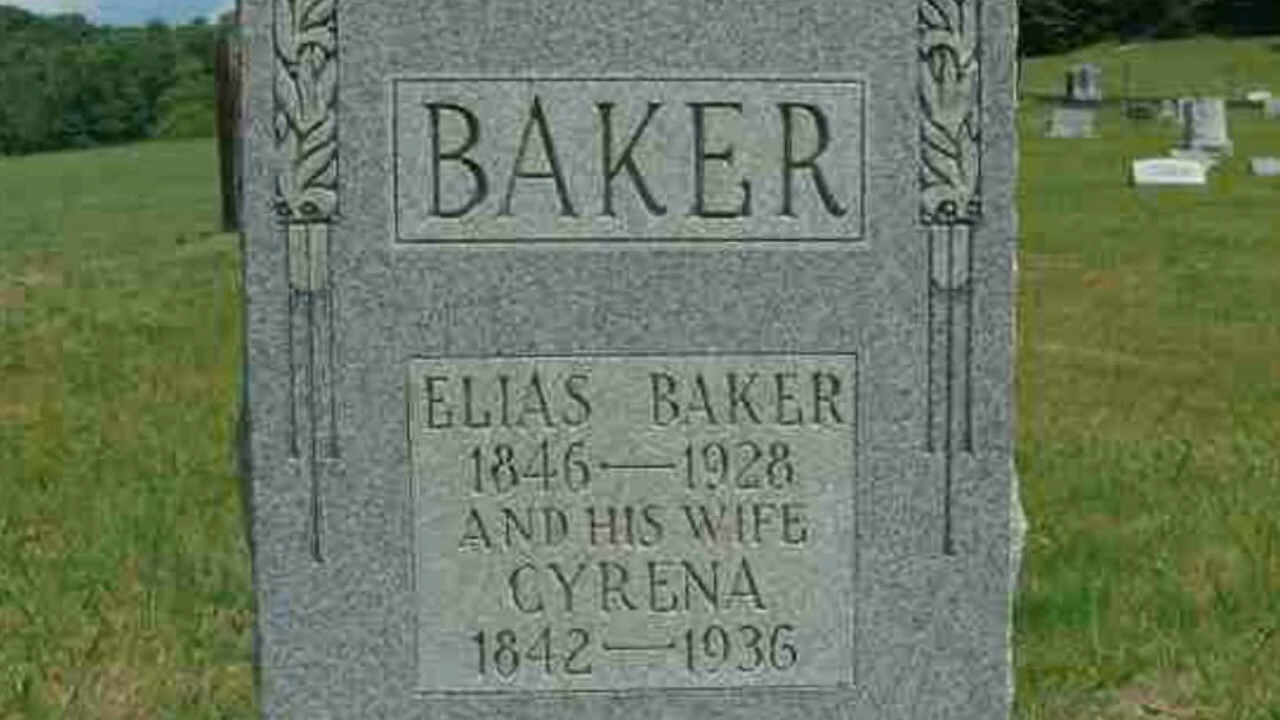 BAKER
ELIAS BAKER
1846—1928
AND HIS WIFE
CYRENA
1842—1936